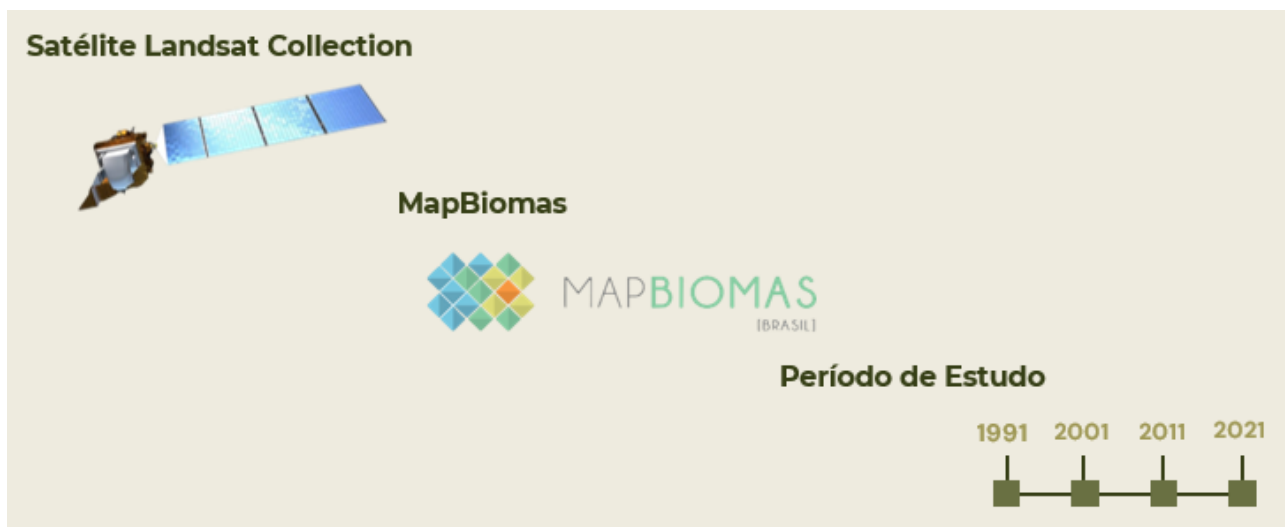 Satélite Landsat Collection
MapBiomas
MAPBIOMAS
[BRASIL]
Período de Estudo
1991 2001 2011 2021